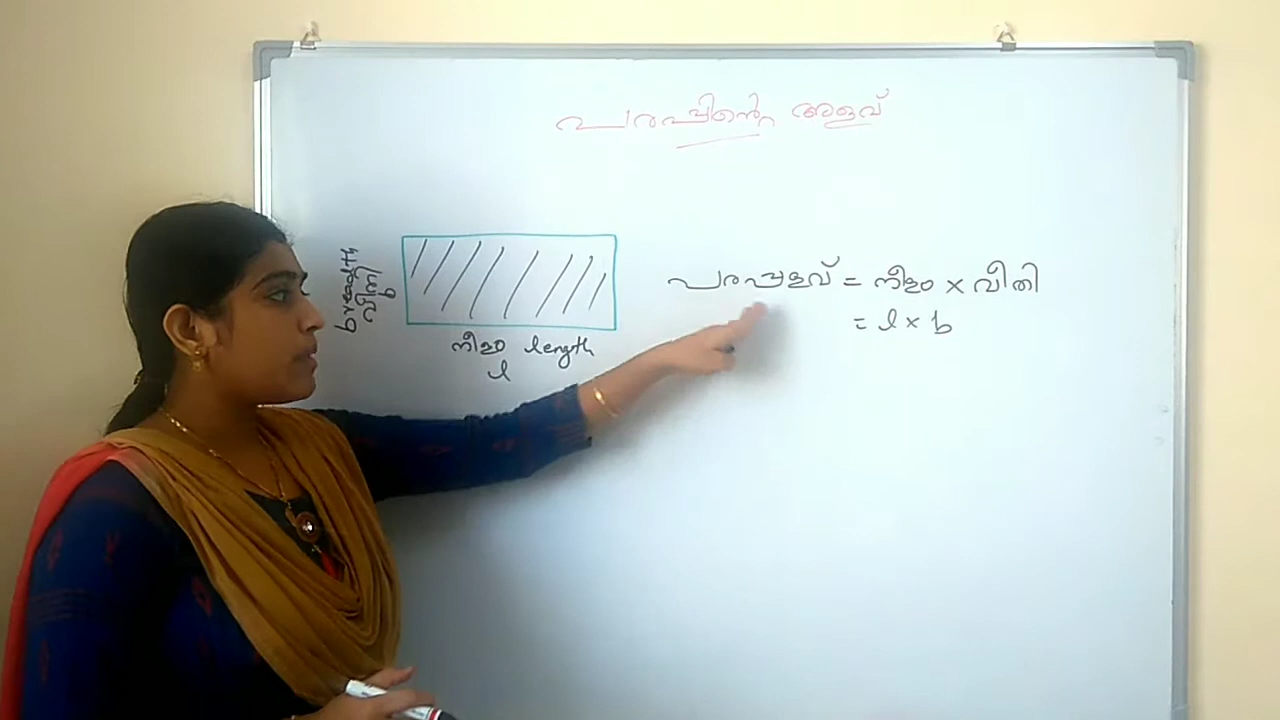 പരപ്പിന്റെ അളവ്
breadth
വീതി
b
നീളം length
l
പരപ്പളവ് = നീളം × വീതി
= l × b